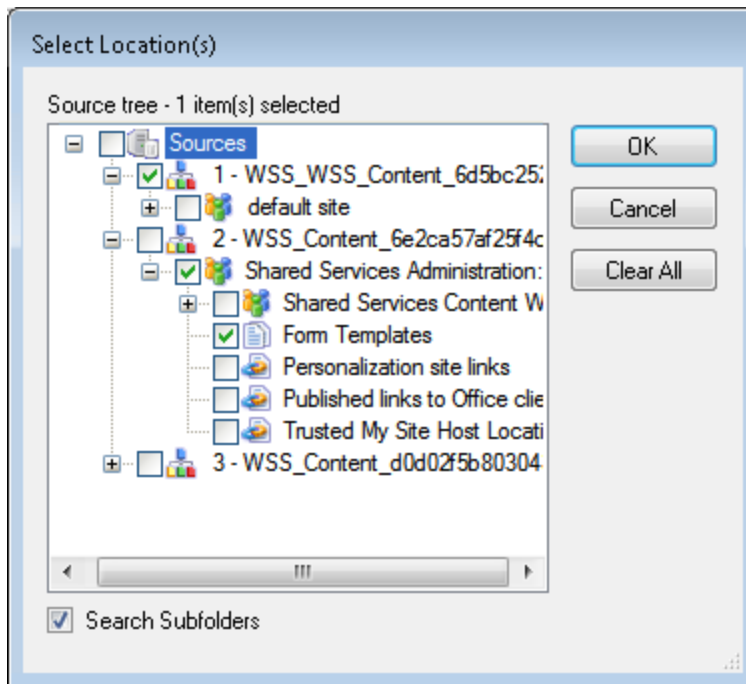 Select Location(s)
Source tree - 1 item(s) selected
Sources
1 - WSS_WSS_Content_6d5bc252
default site
2 - WSS_Content_6e2ca57af25f4c
Shared Services Administration:
Shared Services Content W
Form Templates
Personalization site links
Published links to Office clie
Trusted My Site Host Locati
3 - WSS_Content_d0d02f5b80304
Search Subfolders
OK
Cancel
Clear All